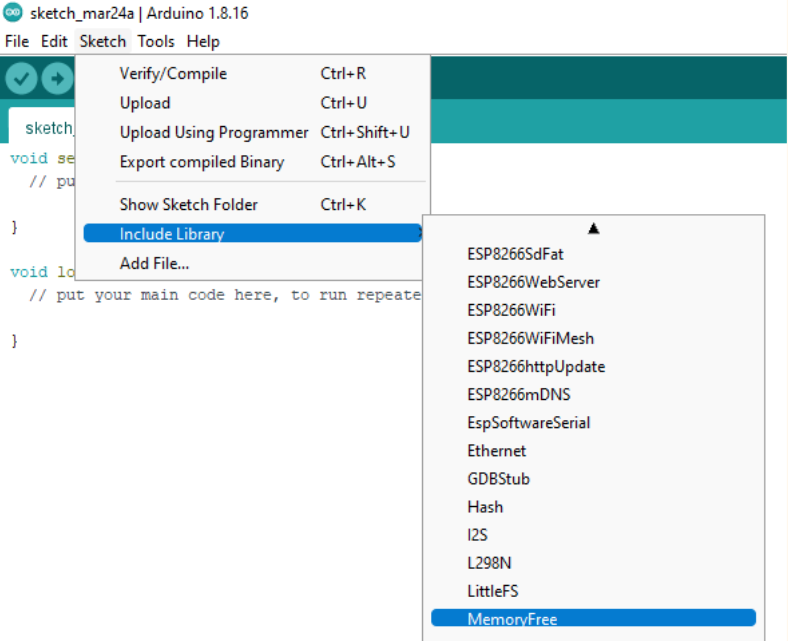 sketch_mar24a | Arduino 1.8.16
File Edit Sketch Tools Help
Verify/Compile Ctrl+R
Upload Ctrl+U
sketch_
Upload Using Programmer Ctrl+Shift+U
void se
Export compiled Binary Ctrl+Alt+S
// pu
Show Sketch Folder Ctrl+K
}
Include Library
Add File...
void lo
// put your main code here, to run repeate
}
ESP8266SdFat
ESP8266WebServer
ESP8266WiFi
ESP8266WiFiMesh
ESP8266httpUpdate
ESP8266mDNS
EspSoftwareSerial
Ethernet
GDBStub
Hash
I2S
L298N
LittleFS
MemoryFree